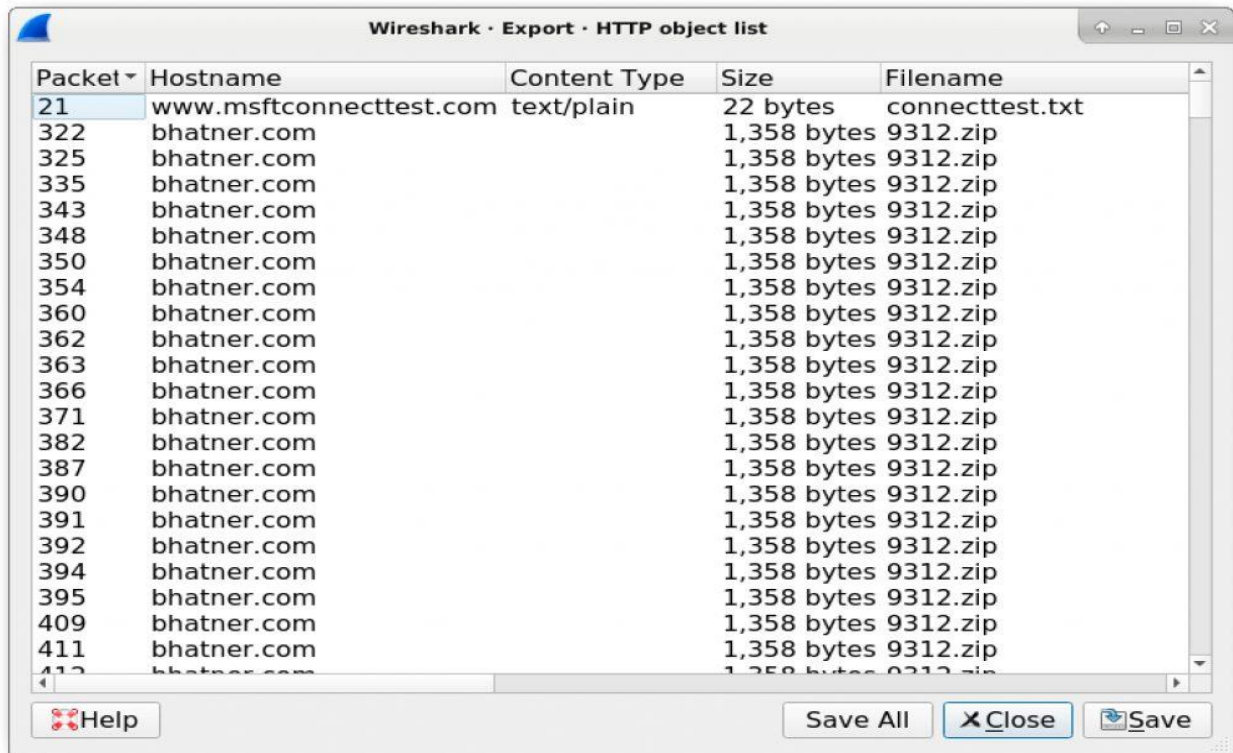 Wireshark · Export · HTTP object list
Packet Hostname Content Type Size Filename
21 www.msftconnecttest.com text/plain 22 bytes connecttest.txt
322 bhatner.com 1,358 bytes 9312.zip
325 bhatner.com 1,358 bytes 9312.zip
335 bhatner.com 1,358 bytes 9312.zip
343 bhatner.com 1,358 bytes 9312.zip
348 bhatner.com 1,358 bytes 9312.zip
350 bhatner.com 1,358 bytes 9312.zip
354 bhatner.com 1,358 bytes 9312.zip
360 bhatner.com 1,358 bytes 9312.zip
362 bhatner.com 1,358 bytes 9312.zip
363 bhatner.com 1,358 bytes 9312.zip
366 bhatner.com 1,358 bytes 9312.zip
371 bhatner.com 1,358 bytes 9312.zip
382 bhatner.com 1,358 bytes 9312.zip
387 bhatner.com 1,358 bytes 9312.zip
390 bhatner.com 1,358 bytes 9312.zip
391 bhatner.com 1,358 bytes 9312.zip
392 bhatner.com 1,358 bytes 9312.zip
394 bhatner.com 1,358 bytes 9312.zip
395 bhatner.com 1,358 bytes 9312.zip
409 bhatner.com 1,358 bytes 9312.zip
411 bhatner.com 1,358 bytes 9312.zip
Help Save All Close Save